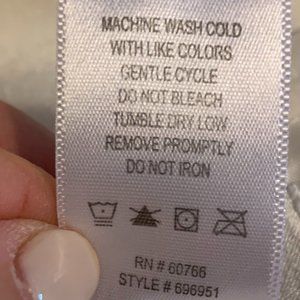 MACHINE WASH COLD
WITH LIKE COLORS
GENTLE CYCLE
DO NOT BLEACH
TUMBLE DRY LOW
REMOVE PROMPTLY
DO NOT IRON
RN # 60766
STYLE # 696951